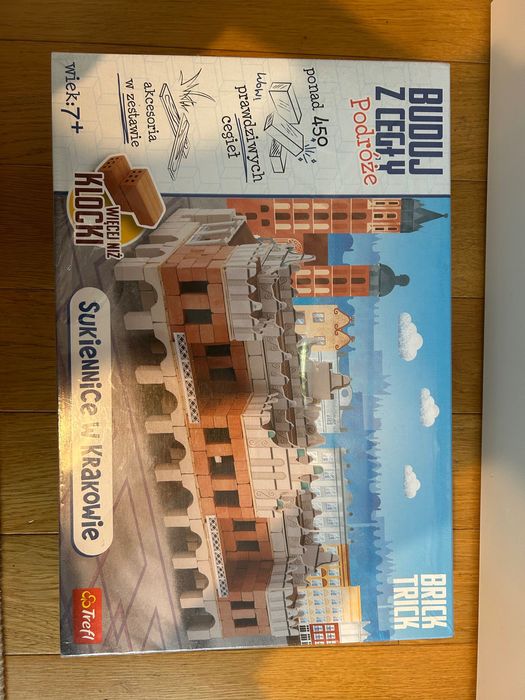 BUDUJ
Z CEGŁY
Podróże
ponad 450
WoW!
prawdziwych
cegieł
akcesoria
w zestawie
wiek: 7+
WIĘCEJ NIŻ
KLOCKI
SUKIENNICE W KRAKOWIE
BRICK
TRICK
Trefl